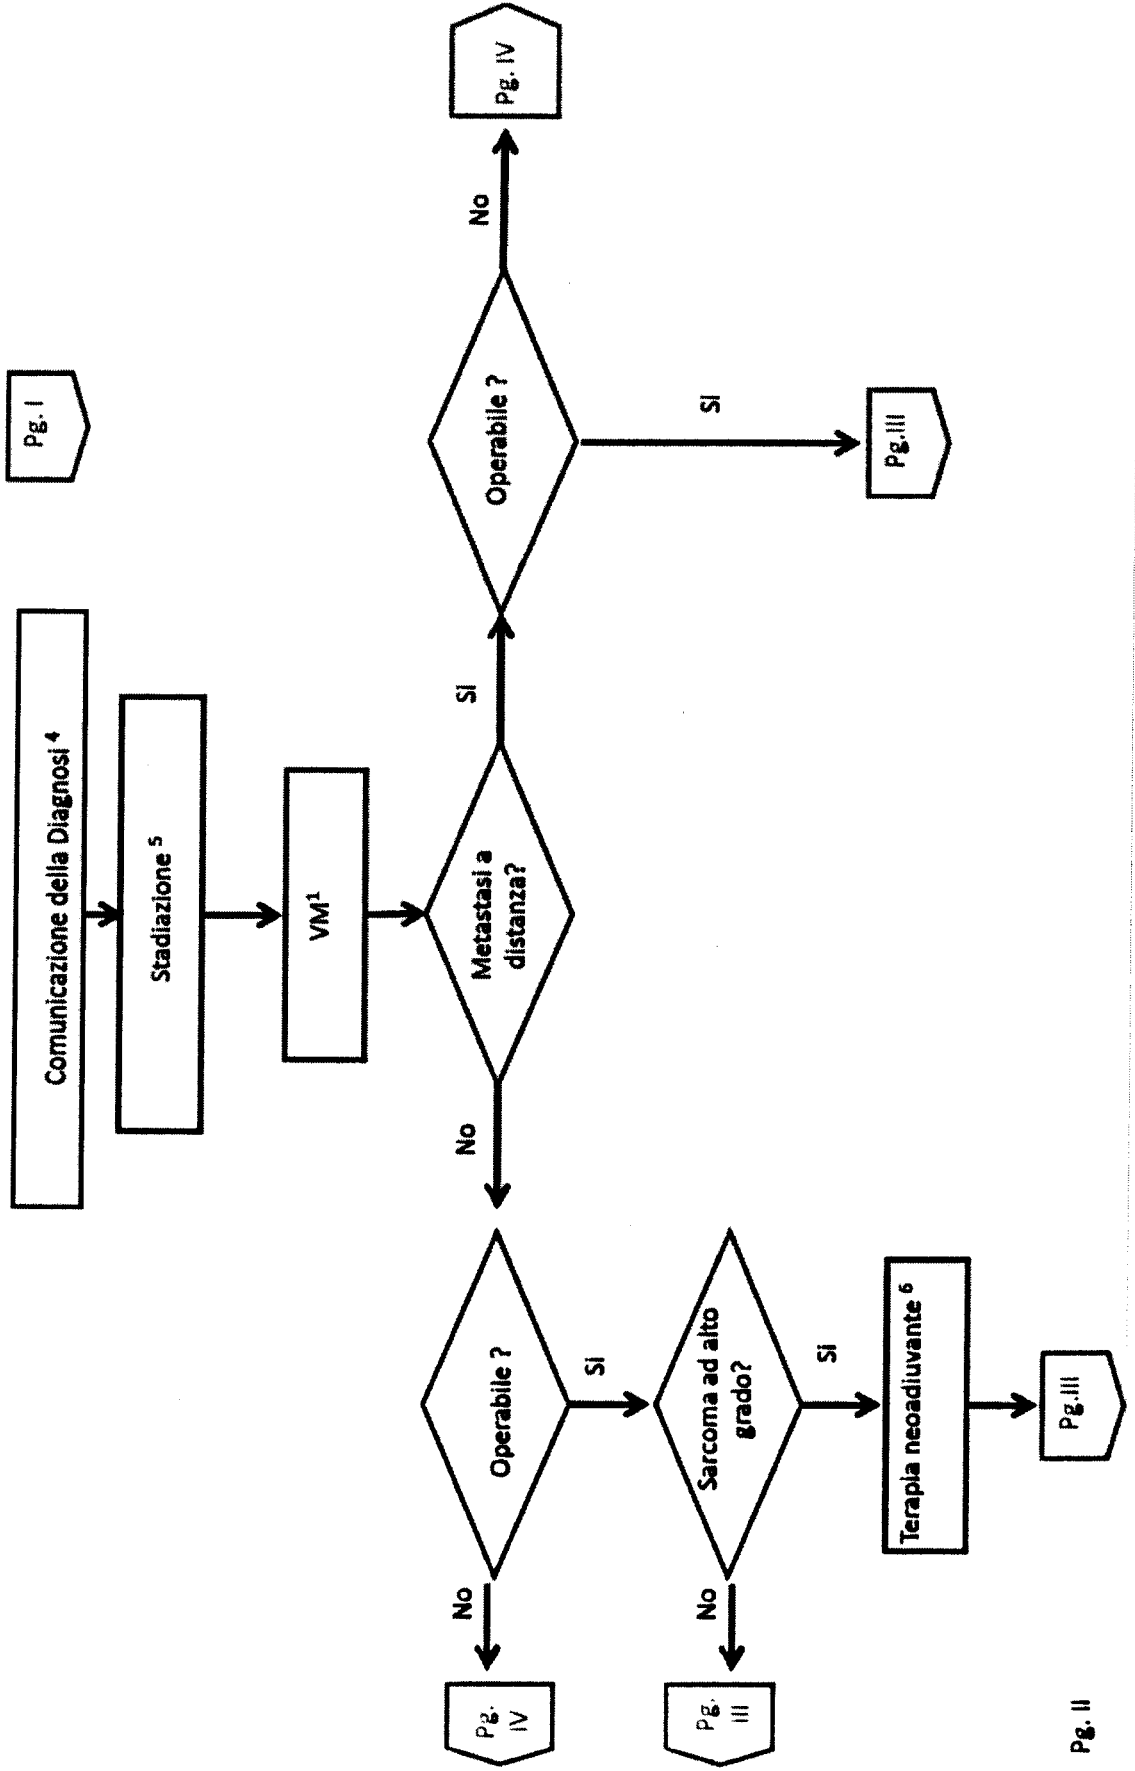 Pg. I
Comunicazione della Diagnosi 4
Stadiazione 5
VM1
Metastasi a
distanza?
No
Si
Operabile ?
Operabile ?
No
Si
No
Si
Pg.
IV
Sarcoma ad alto
grado?
Pg.III
Pg. IV
No
Si
Pg.
III
Terapia neoadiuvante 6
Pg.III
Pg. II